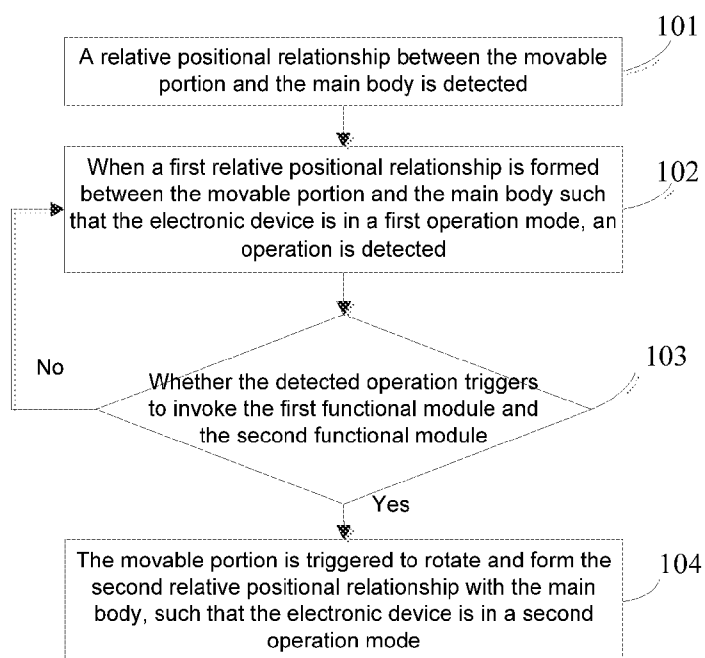 101
A relative positional relationship between the movable
portion and the main body is detected
102
When a first relative positional relationship is formed
between the movable portion and the main body such
that the electronic device is in a first operation mode, an
operation is detected
103
No
Whether the detected operation triggers
to invoke the first functional module and
the second functional module
Yes
104
The movable portion is triggered to rotate and form the
second relative positional relationship with the main
body, such that the electronic device is in a second
operation mode